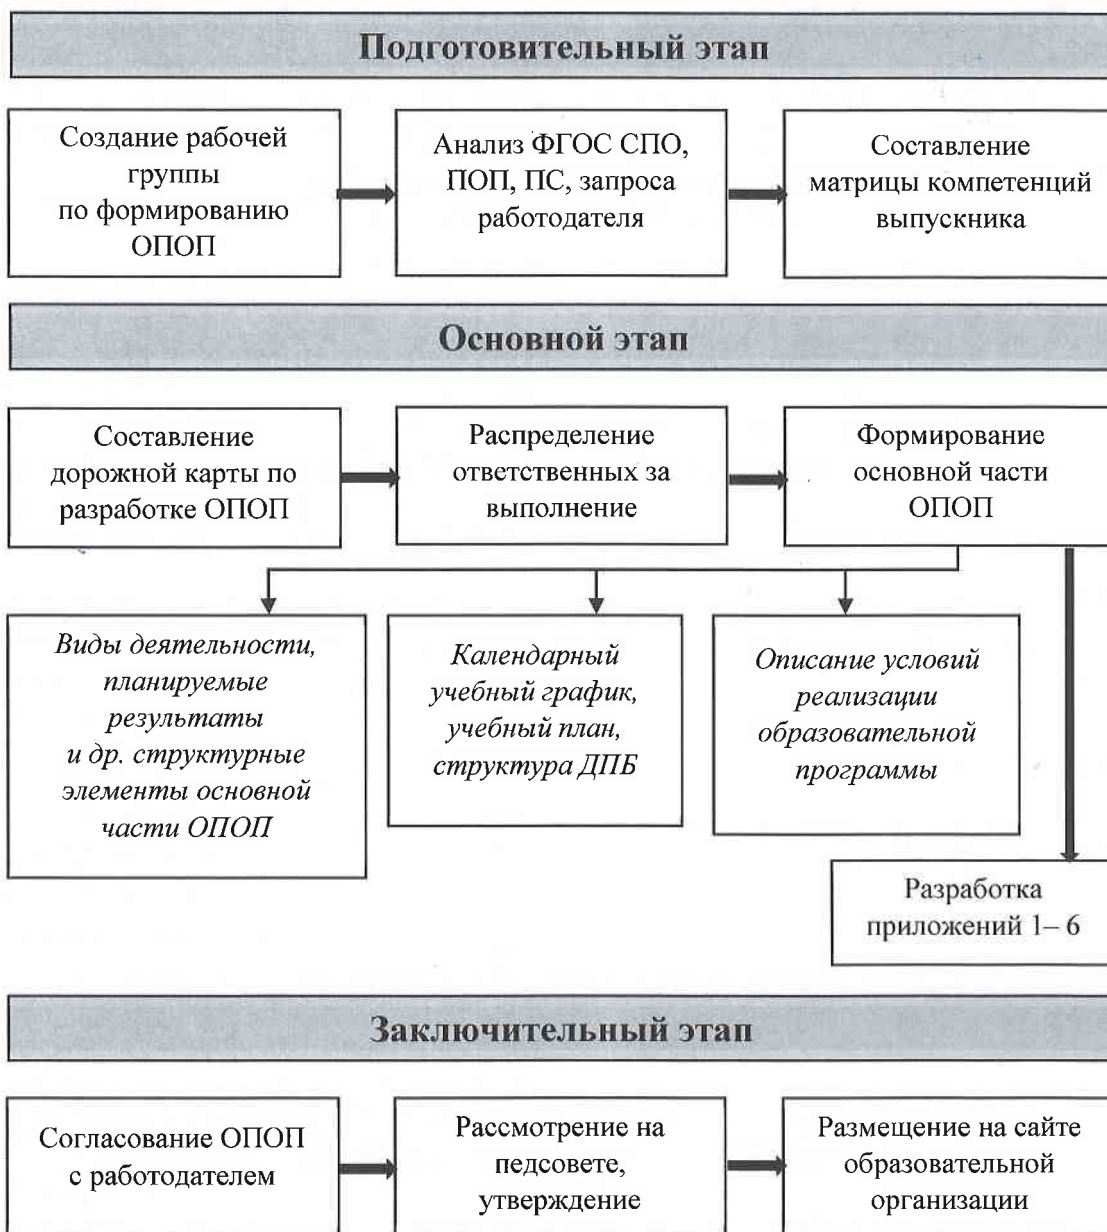 Подготовительный этап
Создание рабочей
группы
по формированию
ОПОП
Анализ ФГОС СПО,
ПОП, ПС, запроса
работодателя
Составление
матрицы компетенций
выпускника
Основной этап
Составление
дорожной карты по
разработке ОПОП
Распределение
ответственных за
выполнение
Формирование
основной части
ОПОП
Виды деятельности,
планируемые
результаты
и др. структурные
элементы основной
части ОПОП
Календарный
учебный график,
учебный план,
структура ДПБ
Описание условий
реализации
образовательной
программы
Разработка
приложений 1– 6
Заключительный этап
Согласование ОПОП
с работодателем
Рассмотрение на
педсовете,
утверждение
Размещение на сайте
образовательной
организации